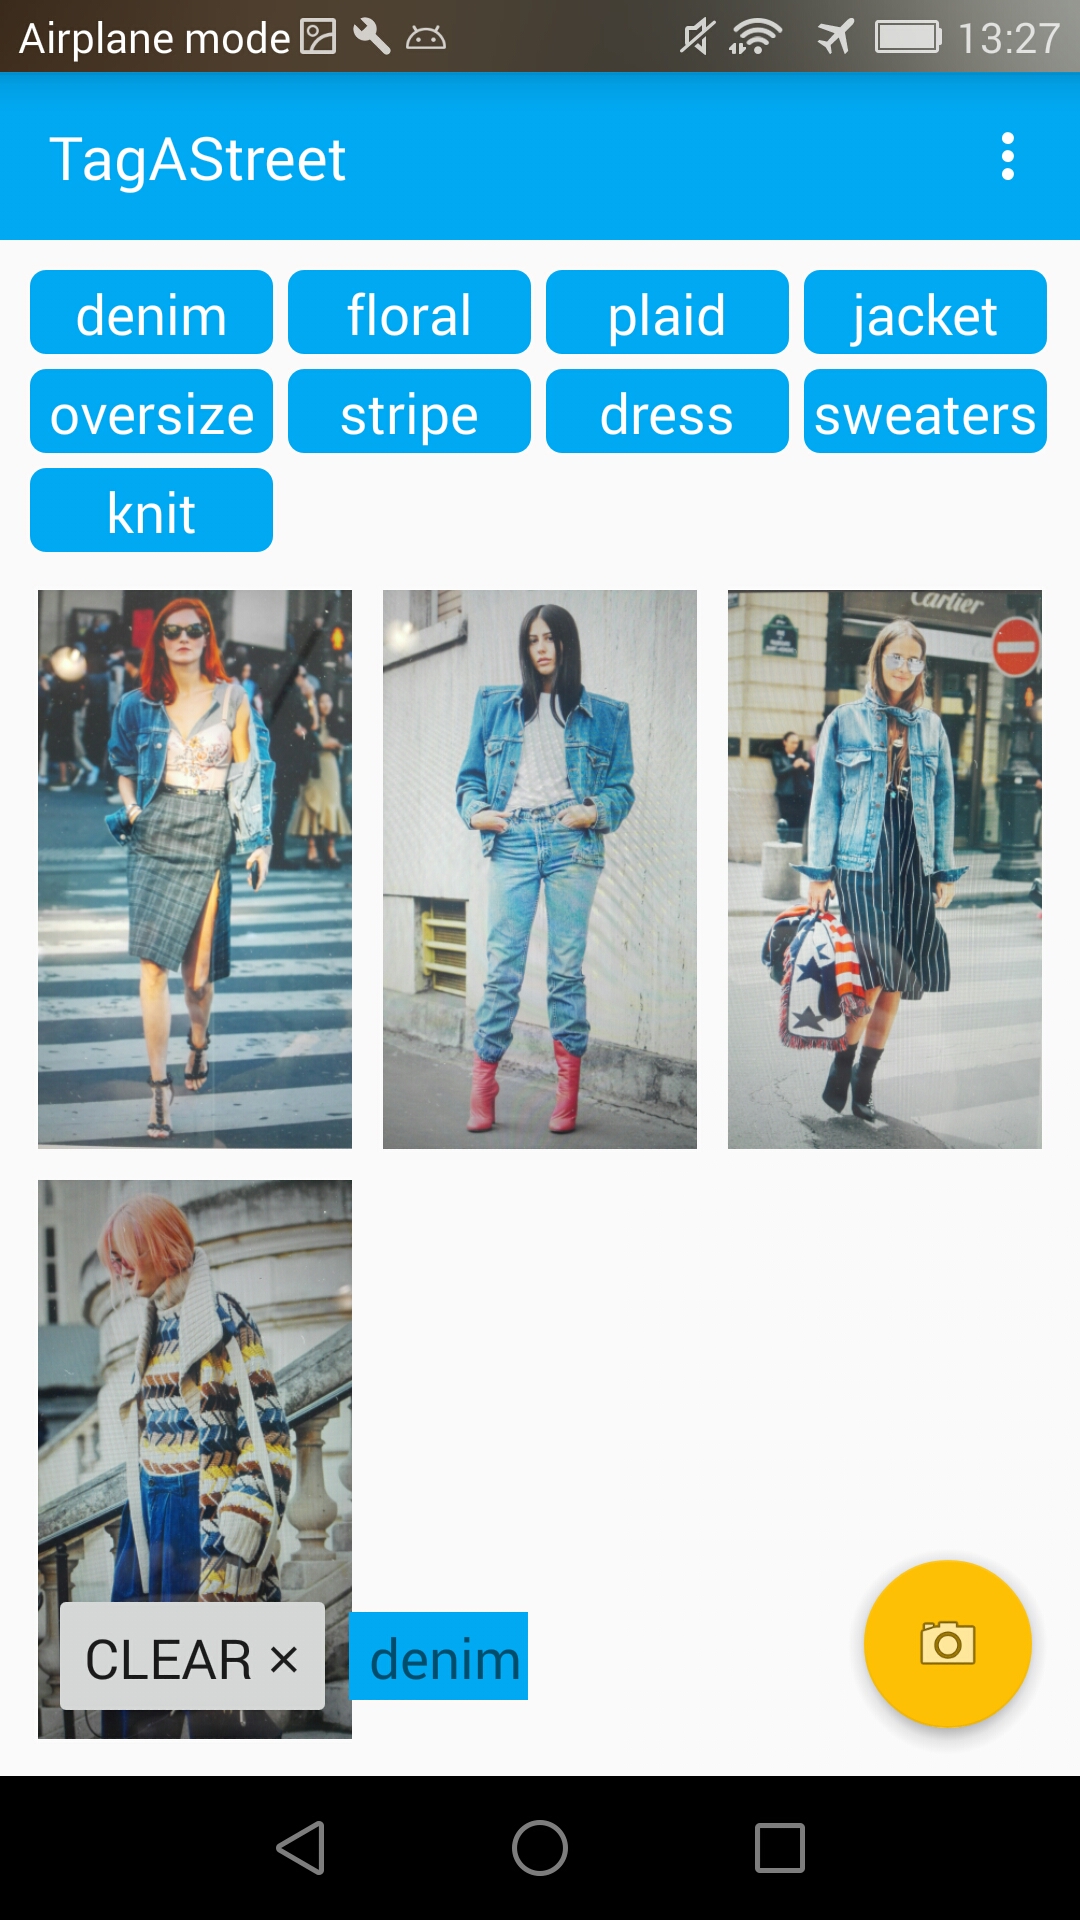 Airplane mode 13:27
TagAStreet
denim floral plaid jacket
oversize stripe dress sweaters
knit
Cartier
CLEAR × denim